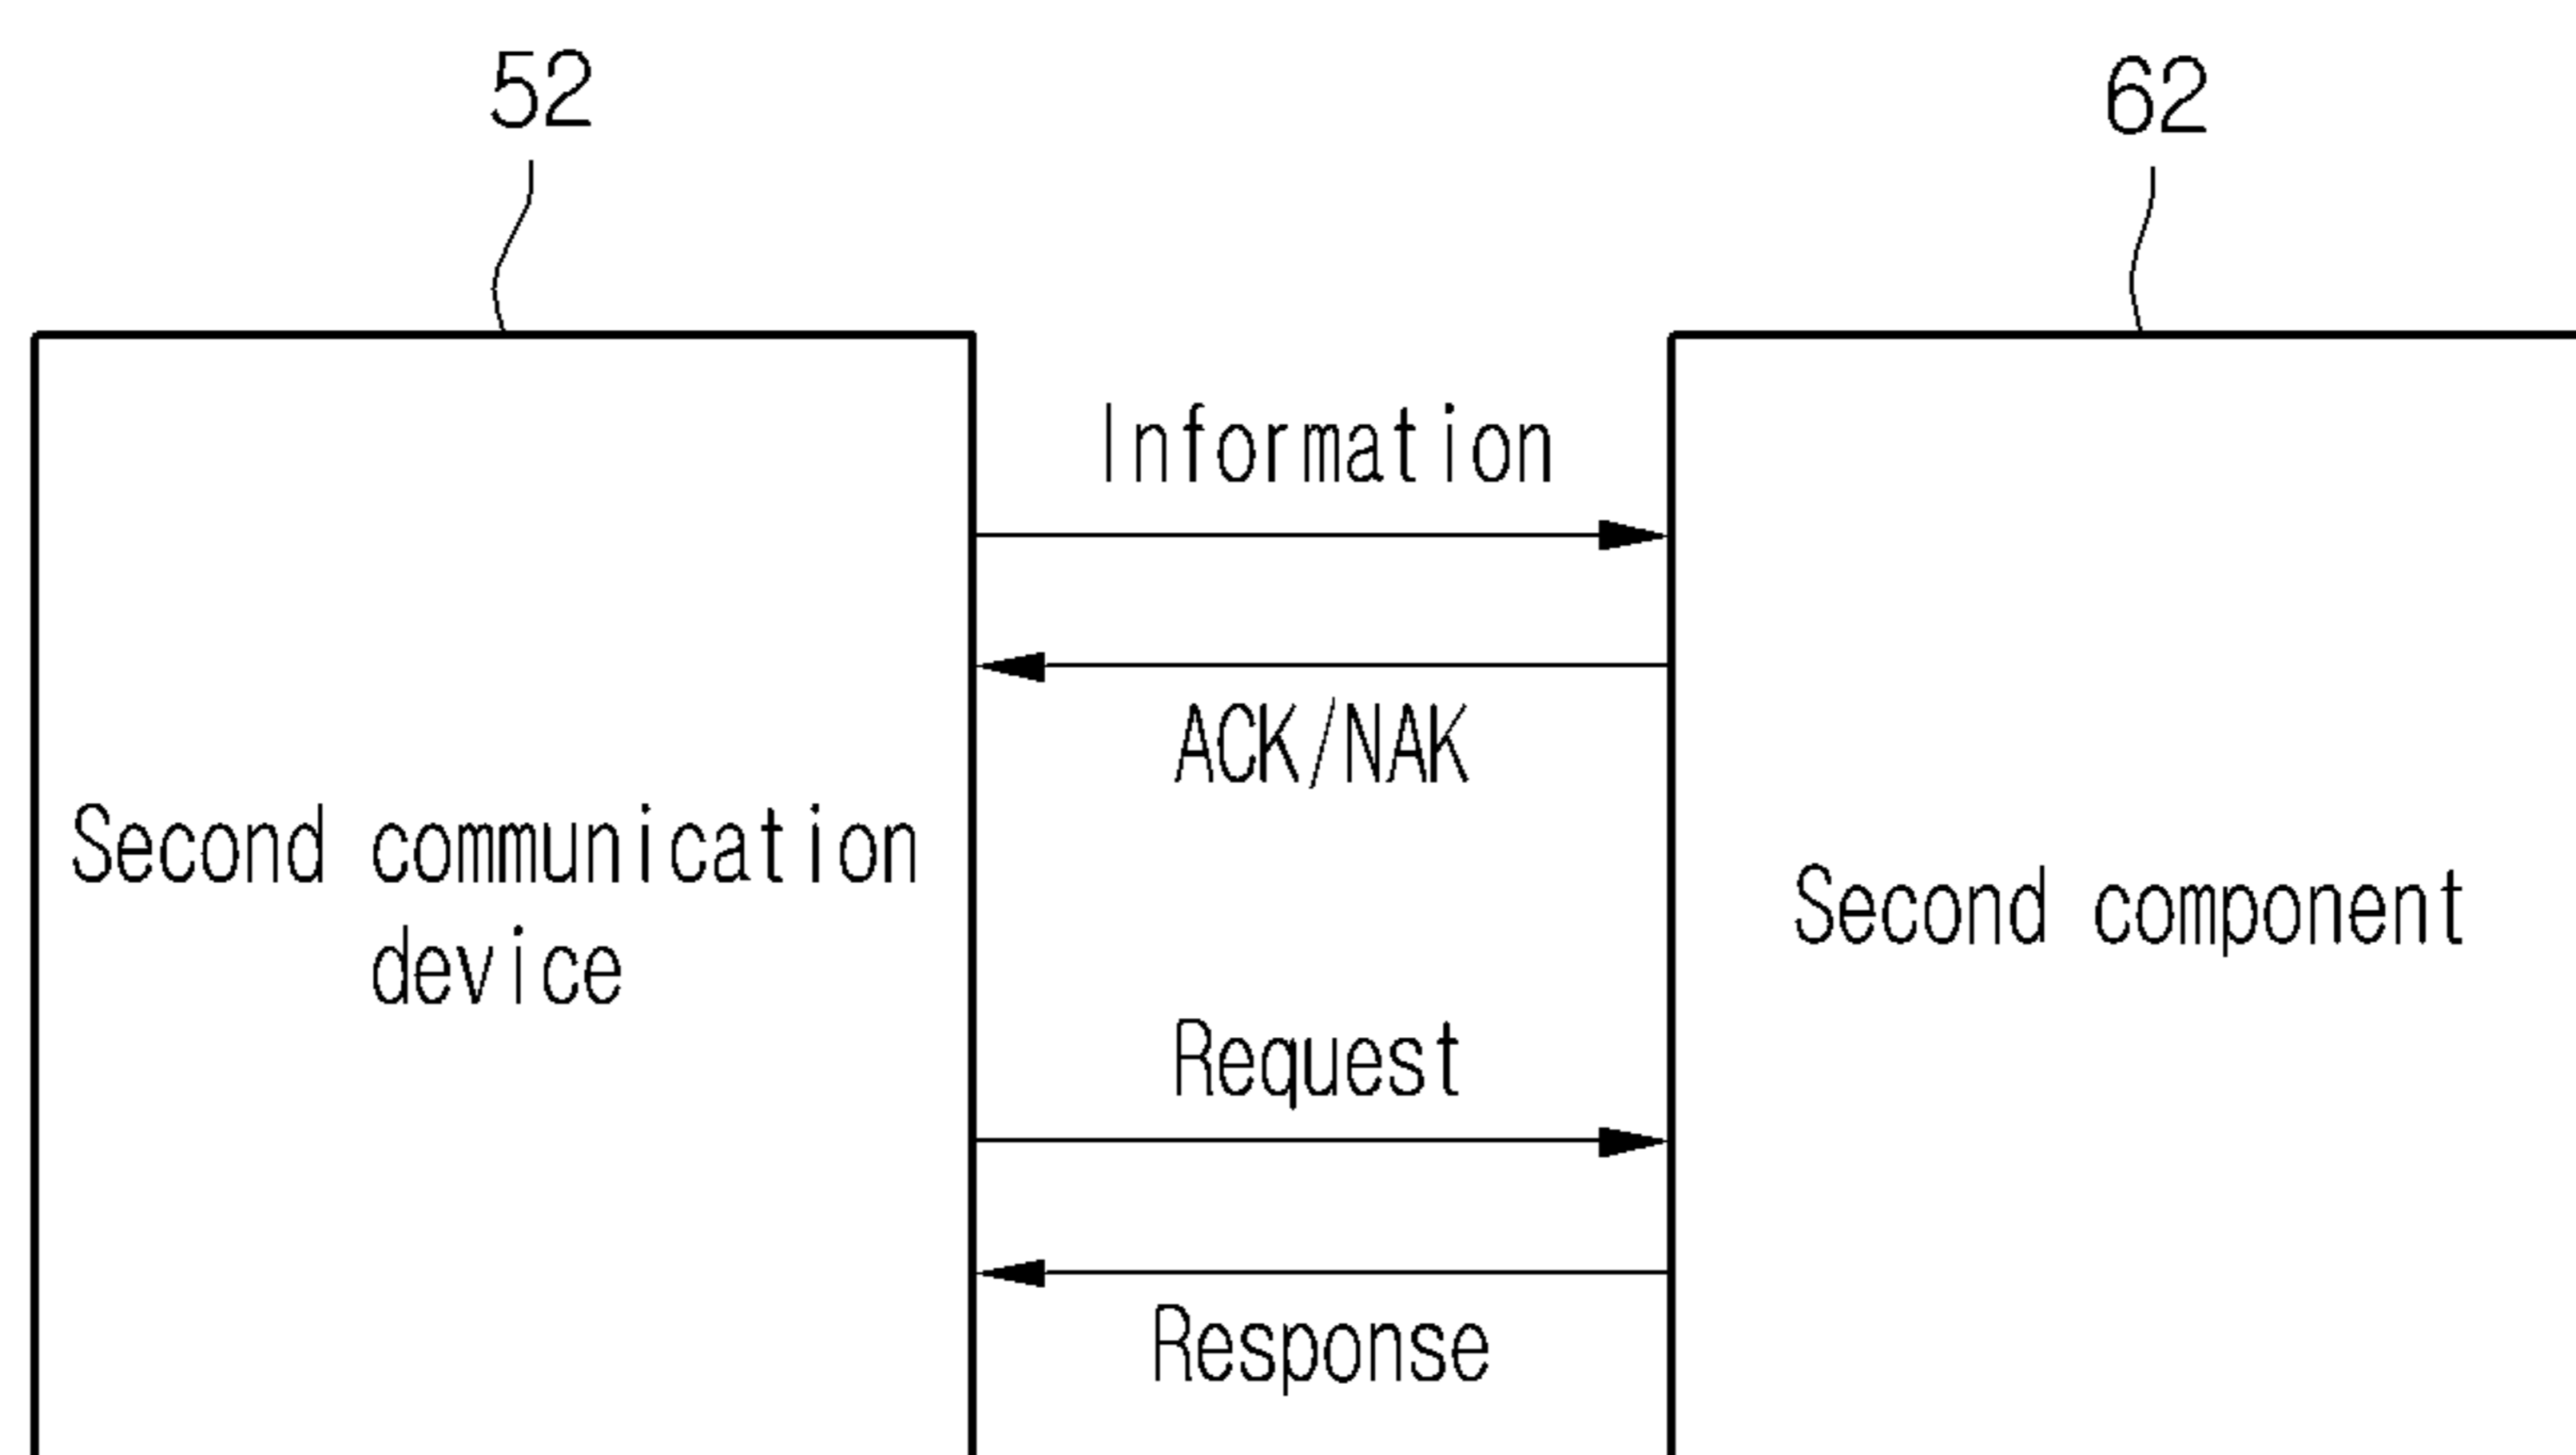 52
62
Information
ACK/NAK
Second communication
device
Second component
Request
Response